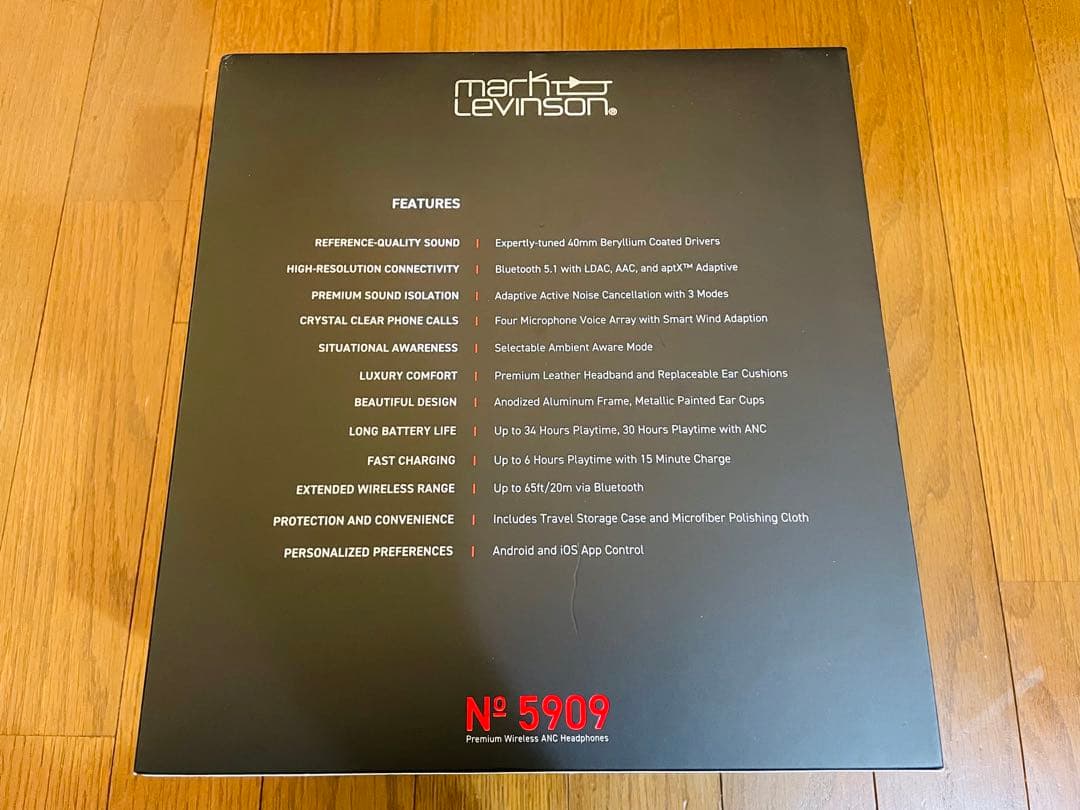 mark
Levinson®
FEATURES
REFERENCE-QUALITY SOUND | Expertly-tuned 40mm Beryllium Coated Drivers
HIGH-RESOLUTION CONNECTIVITY | Bluetooth 5.1 with LDAC, AAC, and aptX™ Adaptive
PREMIUM SOUND ISOLATION | Adaptive Active Noise Cancellation with 3 Modes
CRYSTAL CLEAR PHONE CALLS | Four Microphone Voice Array with Smart Wind Adaption
SITUATIONAL AWARENESS | Selectable Ambient Aware Mode
LUXURY COMFORT | Premium Leather Headband and Replaceable Ear Cushions
BEAUTIFUL DESIGN | Anodized Aluminum Frame, Metallic Painted Ear Cups
LONG BATTERY LIFE | Up to 34 Hours Playtime, 30 Hours Playtime with ANC
FAST CHARGING | Up to 6 Hours Playtime with 15 Minute Charge
EXTENDED WIRELESS RANGE | Up to 65ft/20m via Bluetooth
PROTECTION AND CONVENIENCE | Includes Travel Storage Case and Microfiber Polishing Cloth
PERSONALIZED PREFERENCES | Android and iOS App Control
Nº 5909
Premium Wireless ANC Headphones